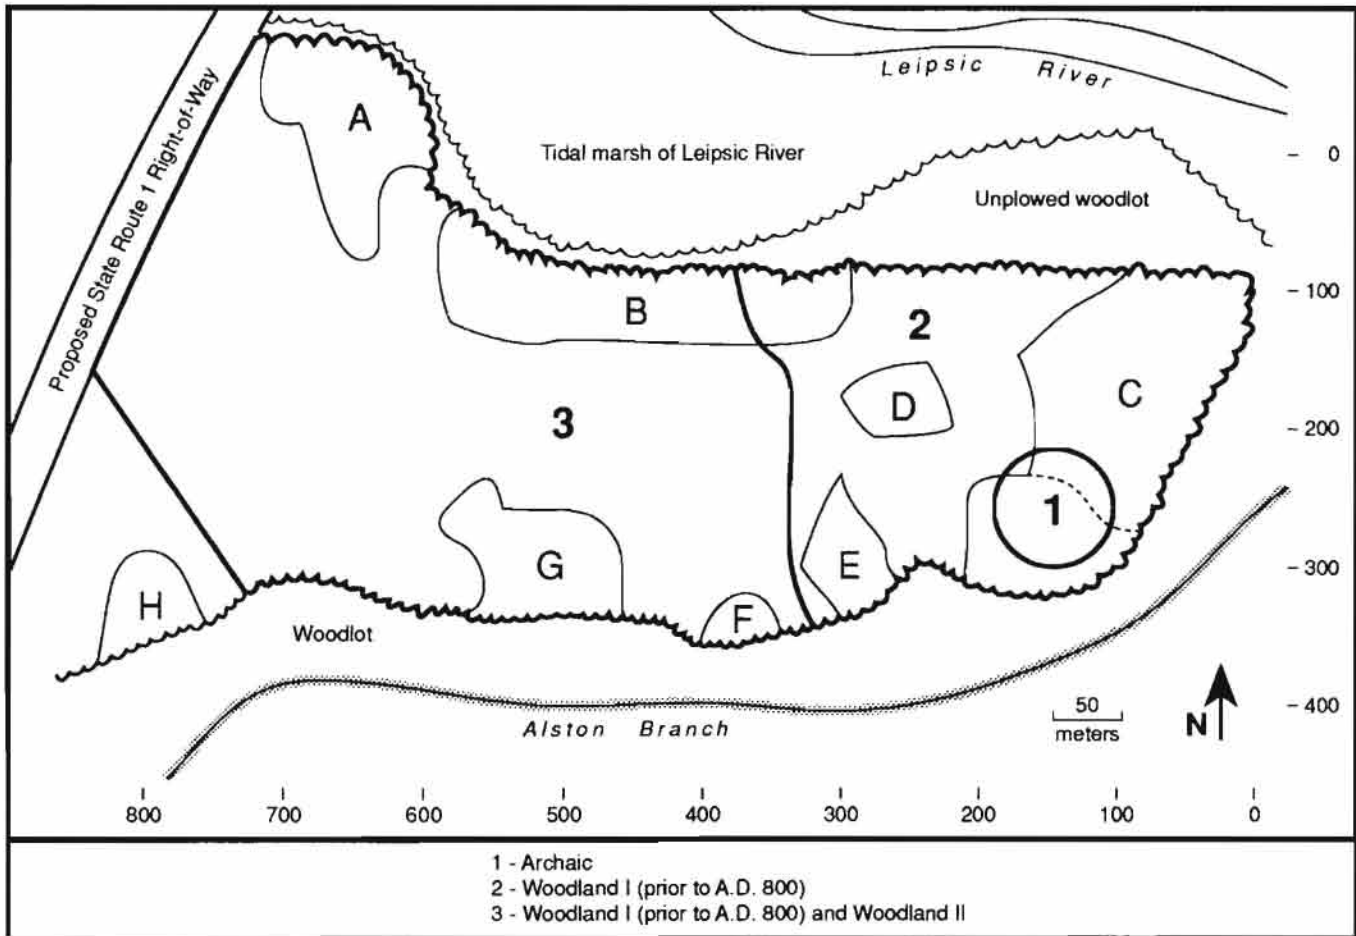 Leipsic River
A
Proposed State Route 1 Right-of-Way
Tidal marsh of Leipsic River
- 0
Unplowed woodlot
- 100
B
2
D
C
3
- 200
1
G
E
- 300
H
F
Woodlot
50
meters
N
- 400
Alston Branch
800 700 600 500 400 300 200 100 0
1 - Archaic
2 - Woodland I (prior to A.D. 800)
3 - Woodland I (prior to A.D. 800) and Woodland II